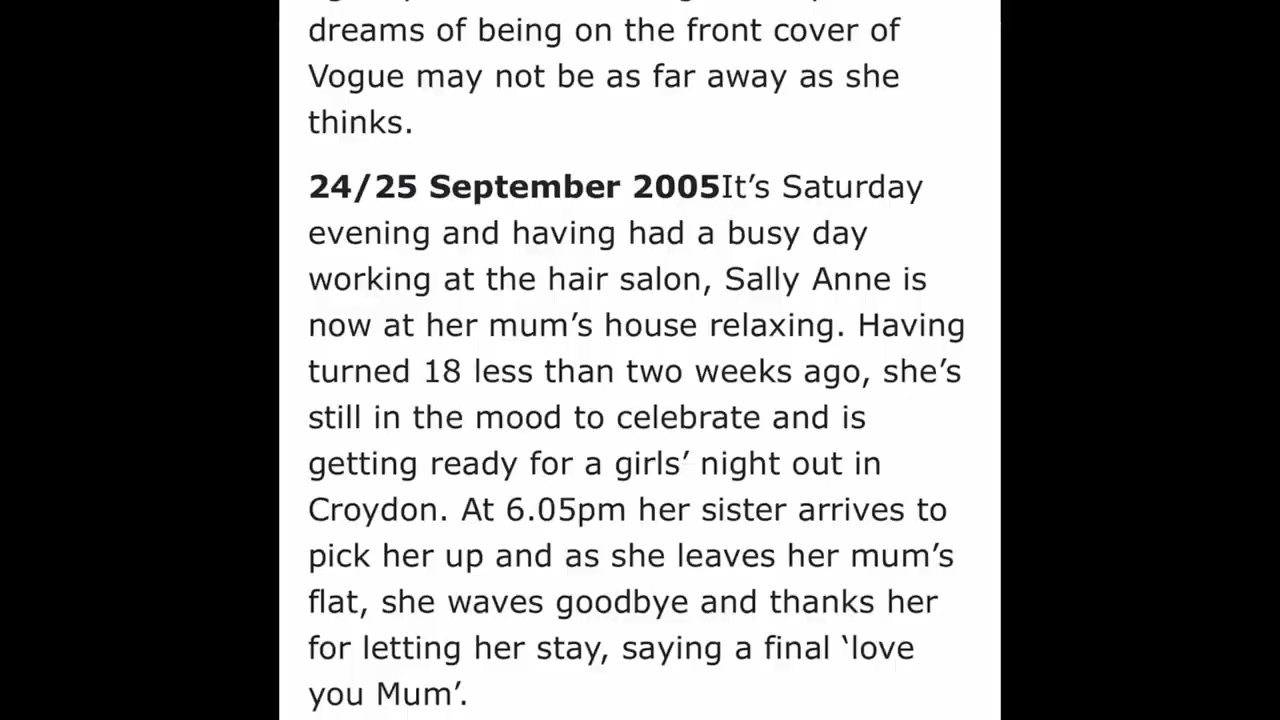 dreams of being on the front cover of
Vogue may not be as far away as she
thinks.
24/25 September 2005It’s Saturday
evening and having had a busy day
working at the hair salon, Sally Anne is
now at her mum’s house relaxing. Having
turned 18 less than two weeks ago, she’s
still in the mood to celebrate and is
getting ready for a girls’ night out in
Croydon. At 6.05pm her sister arrives to
pick her up and as she leaves her mum’s
flat, she waves goodbye and thanks her
for letting her stay, saying a final ‘love
you Mum’.